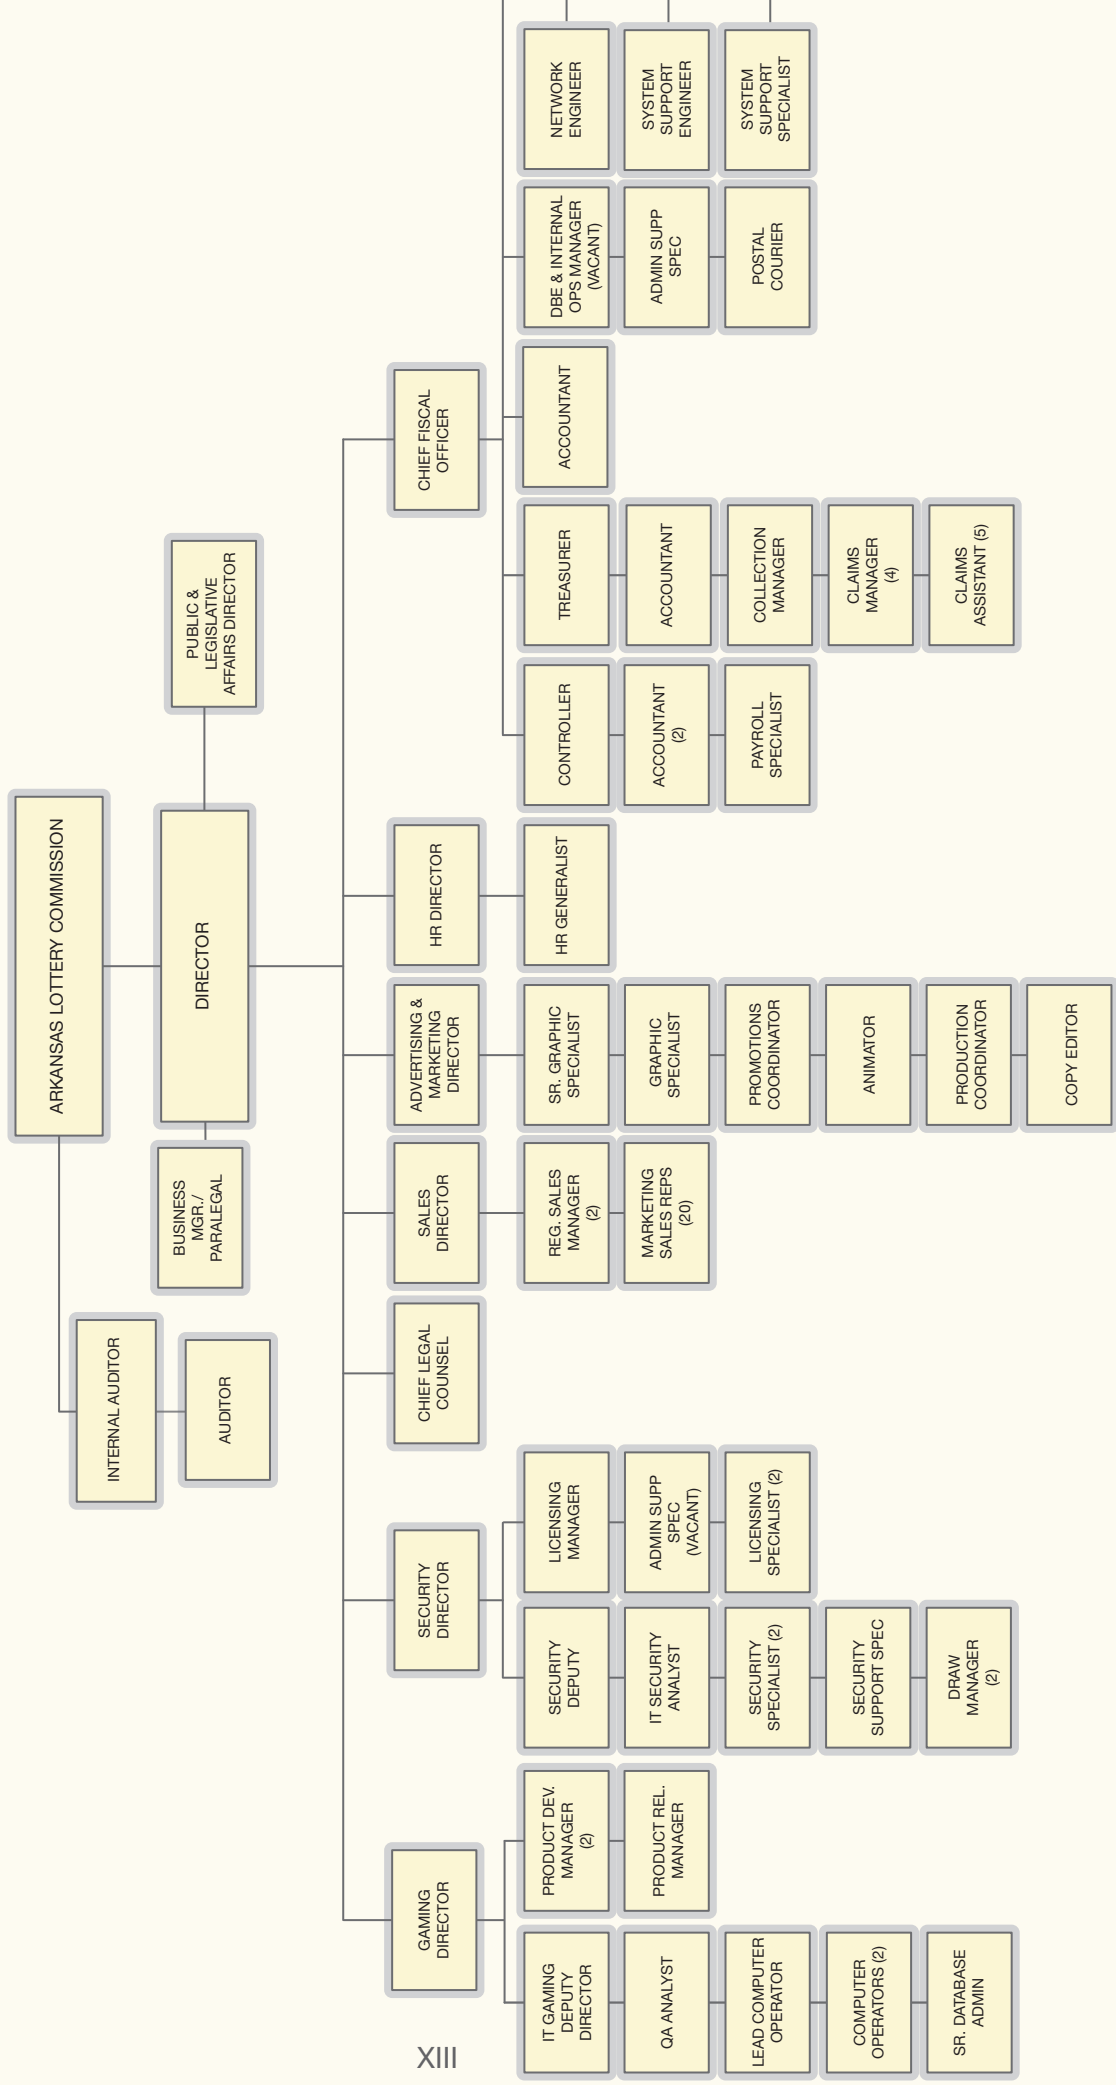 ARKANSAS LOTTERY COMMISSION
INTERNAL AUDITOR
AUDITOR
BUSINESS
MGR./
PARALEGAL
DIRECTOR
PUBLIC &
LEGISLATIVE
AFFAIRS DIRECTOR
GAMING
DIRECTOR
IT GAMING
DEPUTY
DIRECTOR
QA ANALYST
LEAD COMPUTER
OPERATOR
COMPUTER
OPERATORS (2)
SR. DATABASE
ADMIN
PRODUCT DEV.
MANAGER
(2)
PRODUCT REL.
MANAGER
SECURITY
DIRECTOR
SECURITY
DEPUTY
IT SECURITY
ANALYST
SECURITY
SPECIALIST (2)
SECURITY
SUPPORT SPEC
DRAW
MANAGER
(2)
LICENSING
MANAGER
ADMIN SUPP
SPEC
(VACANT)
LICENSING
SPECIALIST (2)
CHIEF LEGAL
COUNSEL
SALES
DIRECTOR
REG. SALES
MANAGER
(2)
MARKETING
SALES REPS
(20)
ADVERTISING &
MARKETING
DIRECTOR
SR. GRAPHIC
SPECIALIST
GRAPHIC
SPECIALIST
PROMOTIONS
COORDINATOR
ANIMATOR
PRODUCTION
COORDINATOR
COPY EDITOR
HR DIRECTOR
HR GENERALIST
CHIEF FISCAL
OFFICER
CONTROLLER
ACCOUNTANT
(2)
PAYROLL
SPECIALIST
TREASURER
ACCOUNTANT
COLLECTION
MANAGER
CLAIMS
MANAGER
(4)
CLAIMS
ASSISTANT (5)
ACCOUNTANT
DBE & INTERNAL
OPS MANAGER
(VACANT)
ADMIN SUPP
SPEC
POSTAL
COURIER
NETWORK
ENGINEER
SYSTEM
SUPPORT
ENGINEER
SYSTEM
SUPPORT
SPECIALIST
XIII